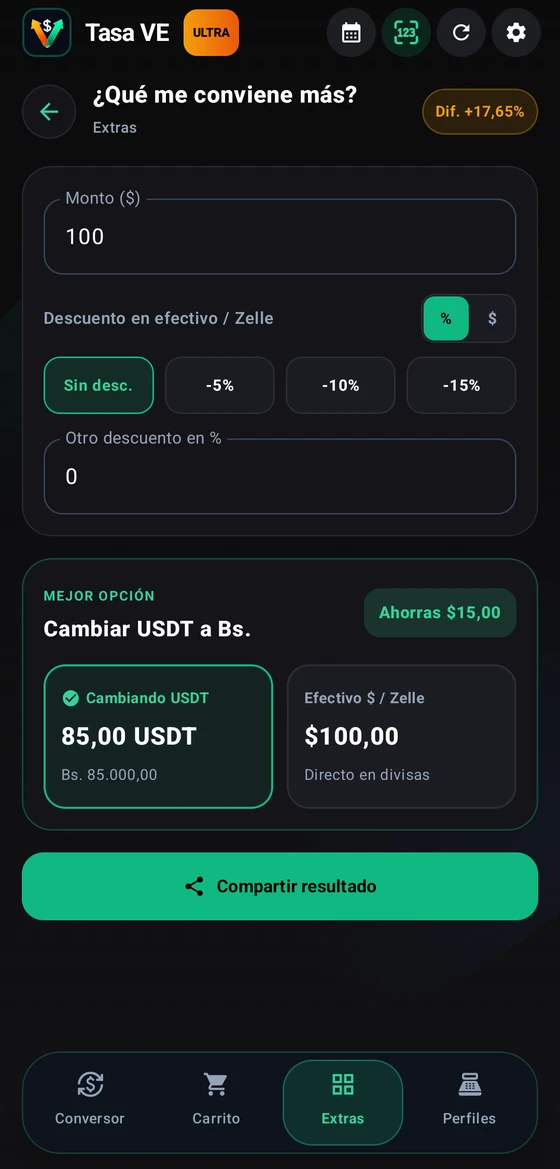 Tasa VE
ULTRA
123
¿Qué me conviene más?
Extras
Dif. +17,65%
Monto ($)
100
Descuento en efectivo / Zelle
%
$
Sin desc.
-5%
-10%
-15%
Otro descuento en %
0
MEJOR OPCIÓN
Cambiar USDT a Bs.
Ahorras $15,00
Cambiando USDT
85,00 USDT
Bs. 85.000,00
Efectivo $ / Zelle
$100,00
Directo en divisas
Compartir resultado
Conversor
Carrito
Extras
Perfiles